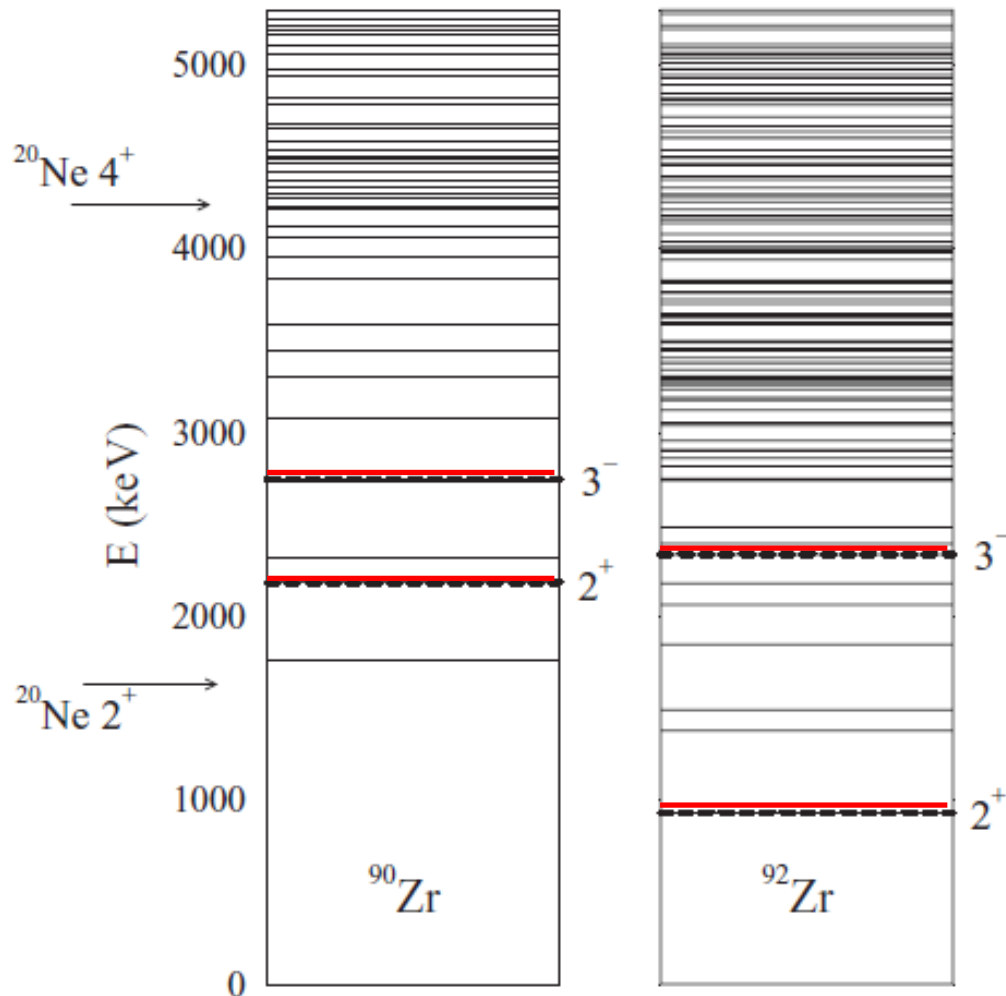 5000
²⁰Ne 4⁺
4000
3000
3⁻
3⁻
E (keV)
2⁺
2000
²⁰Ne 2⁺
1000
2⁺
⁹⁰Zr
⁹²Zr
0